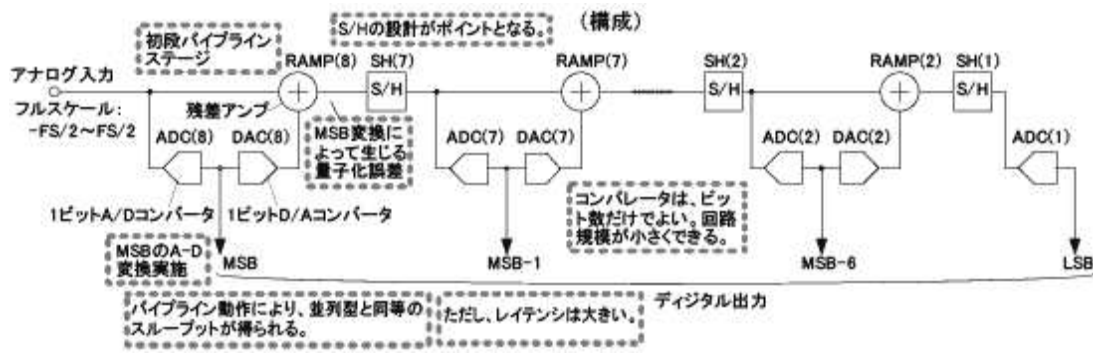 (構成)
初段パイプライン
ステージ
S/Hの設計がポイントとなる。
RAMP(8)
SH(7)
RAMP(7)
SH(2)
RAMP(2)
SH(1)
アナログ入力
S/H
S/H
S/H
フルスケール:
-FS/2~FS/2
残差アンプ
MSB変換に
よって生じる
量子化誤差
ADC(8)
DAC(8)
ADC(7)
DAC(7)
ADC(2)
DAC(2)
ADC(1)
1ビットA/Dコンバータ
1ビットD/Aコンバータ
コンパレータは、ビッ
ト数だけでよい。回路
規模が小さくできる。
MSBのA-D
変換実施
MSB
MSB-1
MSB-6
LSB
ディジタル出力
パイプライン動作により、並列型と同等の
スループットが得られる。
ただし、レイテンシは大きい。